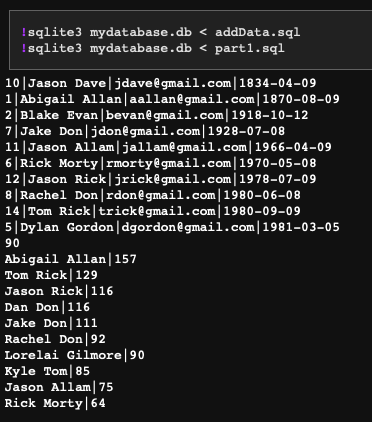 !sqlite3 mydatabase.db < addData.sql
!sqlite3 mydatabase.db < part1.sql
10|Jason Dave|jdave@gmail.com|1834-04-09
1|Abigail Allan|aallan@gmail.com|1870-08-09
2|Blake Evan|bevan@gmail.com|1918-10-12
7|Jake Don|jdon@gmail.com|1928-07-08
11|Jason Allam|jallam@gmail.com|1966-04-09
6|Rick Morty|rmorty@gmail.com|1970-05-08
12|Jason Rick|jrick@gmail.com|1978-07-09
8|Rachel Don|rdon@gmail.com|1980-06-08
14|Tom Rick|trick@gmail.com|1980-09-09
5|Dylan Gordon|dgordon@gmail.com|1981-03-05
90
Abigail Allan|157
Tom Rick|129
Jason Rick|116
Dan Don|116
Jake Don|111
Rachel Don|92
Lorelai Gilmore|90
Kyle Tom|85
Jason Allam|75
Rick Morty|64